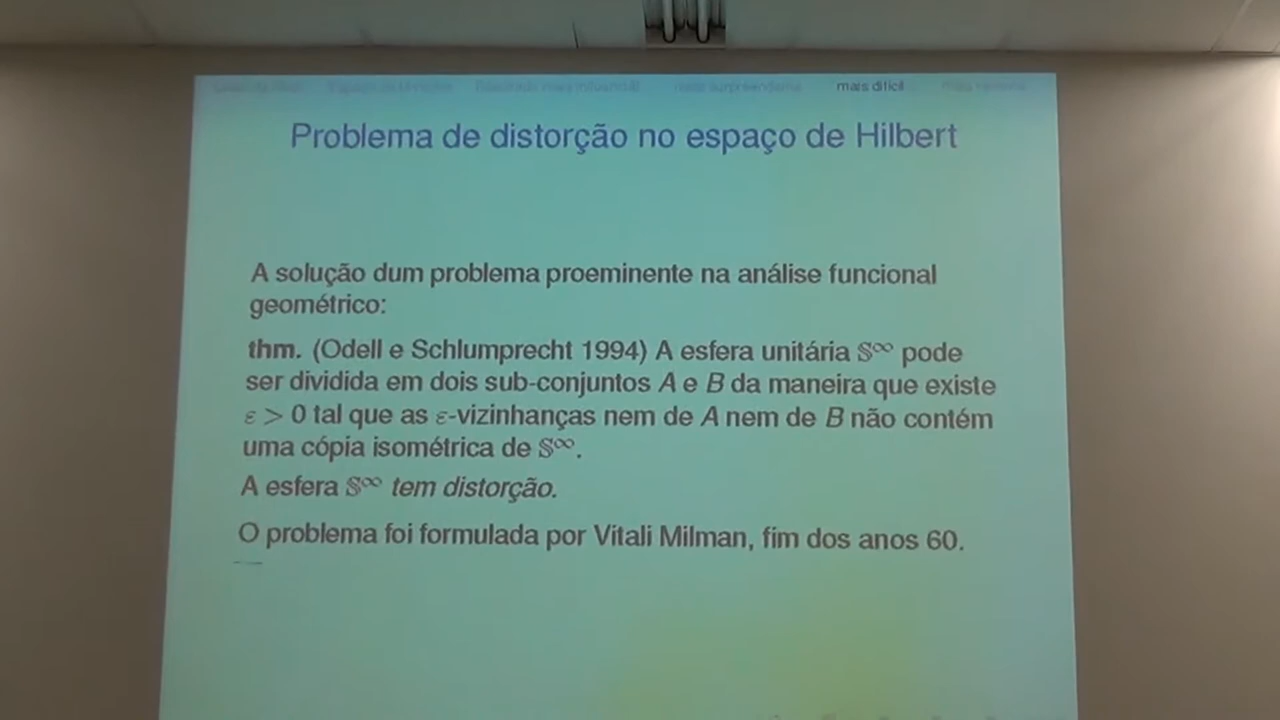 mais difícil
Problema de distorção no espaço de Hilbert
A solução dum problema proeminente na análise funcional
geométrico:
thm. (Odell e Schlumprecht 1994) A esfera unitária 𝕊∞ pode
ser dividida em dois sub-conjuntos A e B da maneira que existe
ε > 0 tal que as ε-vizinhanças nem de A nem de B não contém
uma cópia isométrica de 𝕊∞.
A esfera 𝕊∞ tem distorção.
O problema foi formulada por Vitali Milman, fim dos anos 60.